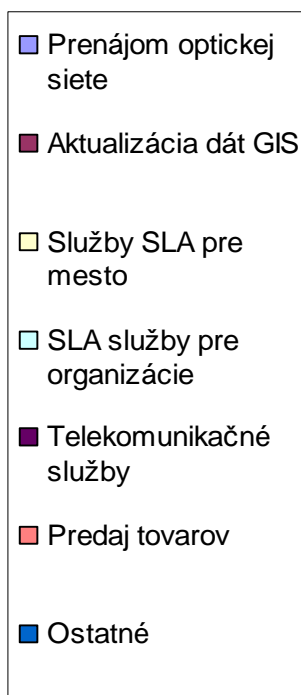 Prenájom optickej
siete
Aktualizácia dát GIS
Služby SLA pre
mesto
SLA služby pre
organizácie
Telekomunikačné
služby
Predaj tovarov
Ostatné